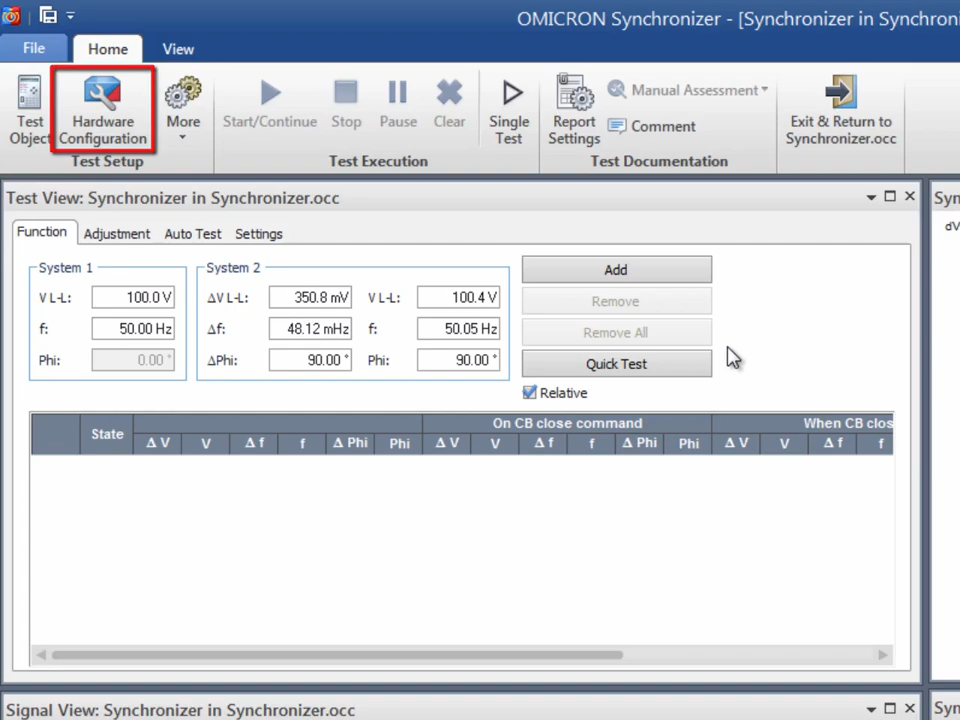 OMICRON Synchronizer - [Synchronizer in Synchroni
File Home View
Test Object
Hardware Configuration
More
Start/Continue
Stop
Pause
Clear
Single Test
Report Settings
Manual Assessment
Comment
Exit & Return to Synchronizer.occ
Test Setup
Test Execution
Test Documentation
Test View: Synchronizer in Synchronizer.occ
Syn
Function Adjustment Auto Test Settings
dV
System 1
V L-L: 100.0 V
f: 50.00 Hz
Phi: 0.00 °
System 2
ΔV L-L: 350.8 mV V L-L: 100.4 V
Δf: 48.12 mHz f: 50.05 Hz
ΔPhi: 90.00 ° Phi: 90.00 °
Add
Remove
Remove All
Quick Test
Relative
State
On CB close command
When CB clos
Δ V V Δ f f Δ Phi Phi Δ V V Δ f f Δ Phi Phi Δ V V Δ f f
Signal View: Synchronizer in Synchronizer.occ
Syn